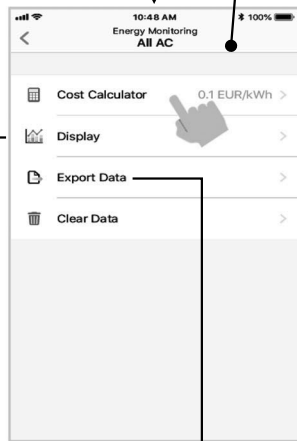 10:48 AM
100%
Energy Monitoring
All AC
Cost Calculator 0.1 EUR/kWh
Display
Export Data
Clear Data